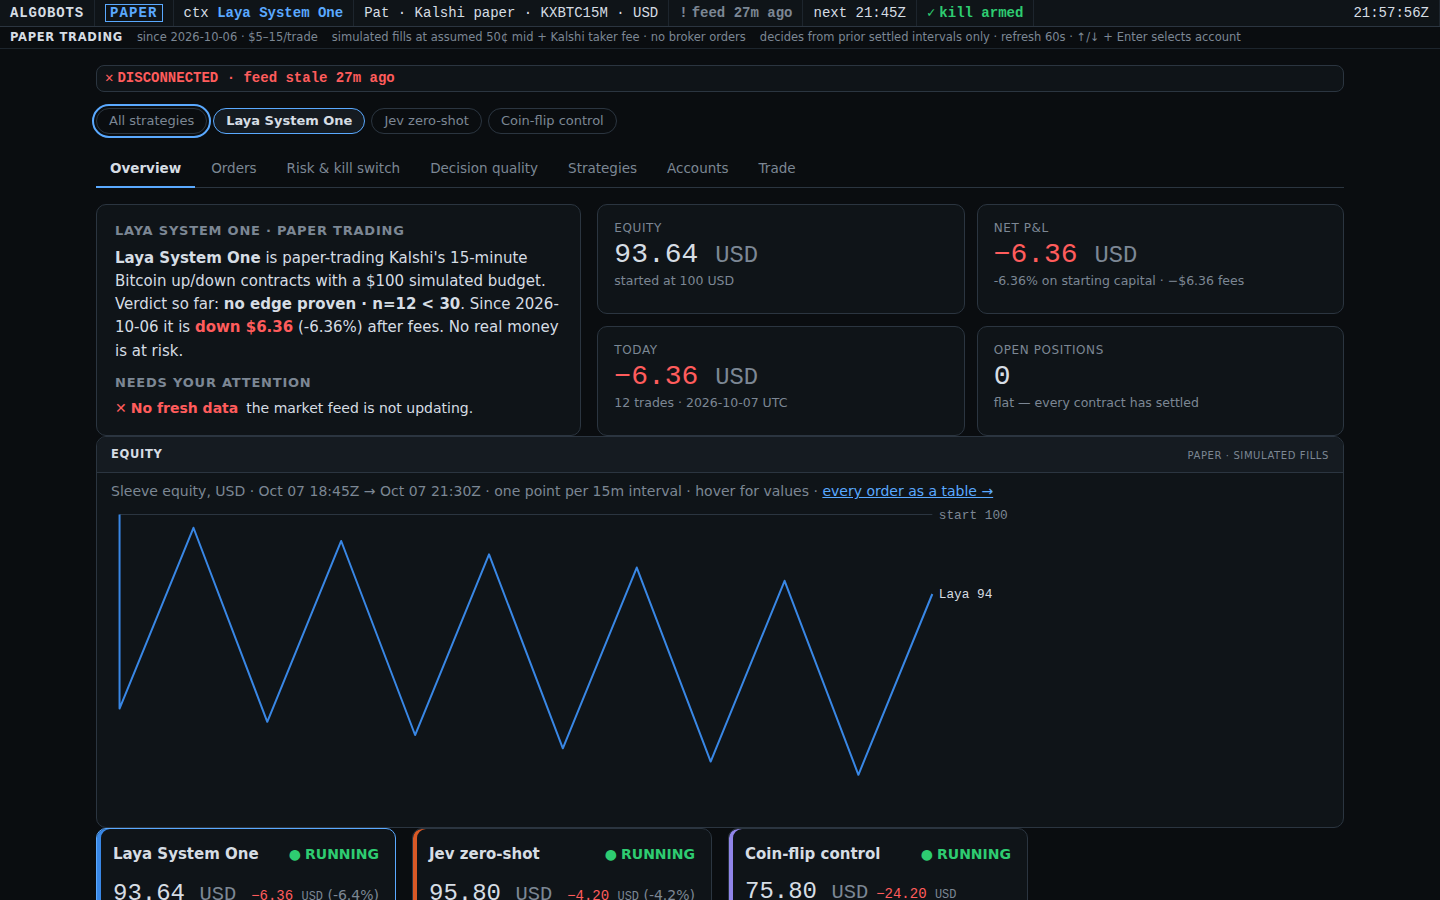 ALGOBOTS PAPER ctx Laya System One Pat · Kalshi paper · KXBTC15M · USD ! feed 27m ago next 21:45Z ✓ kill armed 21:57:56Z
PAPER TRADING since 2026-10-06 · $5–15/trade simulated fills at assumed 50¢ mid + Kalshi taker fee · no broker orders decides from prior settled intervals only · refresh 60s · ↑/↓ + Enter selects account
✕ DISCONNECTED · feed stale 27m ago
All strategies Laya System One Jev zero-shot Coin-flip control
Overview Orders Risk & kill switch Decision quality Strategies Accounts Trade
LAYA SYSTEM ONE · PAPER TRADING
Laya System One is paper-trading Kalshi's 15-minute
Bitcoin up/down contracts with a $100 simulated budget.
Verdict so far: no edge proven · n=12 < 30. Since 2026-
10-06 it is down $6.36 (-6.36%) after fees. No real money
is at risk.
NEEDS YOUR ATTENTION
✕ No fresh data the market feed is not updating.
EQUITY
93.64 USD
started at 100 USD
NET P&L
−6.36 USD
-6.36% on starting capital · −$6.36 fees
TODAY
−6.36 USD
12 trades · 2026-10-07 UTC
OPEN POSITIONS
0
flat — every contract has settled
EQUITY PAPER · SIMULATED FILLS
Sleeve equity, USD · Oct 07 18:45Z → Oct 07 21:30Z · one point per 15m interval · hover for values · every order as a table →
start 100
Laya 94
Laya System One ● RUNNING
93.64 USD −6.36 USD (-6.4%)
Jev zero-shot ● RUNNING
95.80 USD −4.20 USD (-4.2%)
Coin-flip control ● RUNNING
75.80 USD −24.20 USD